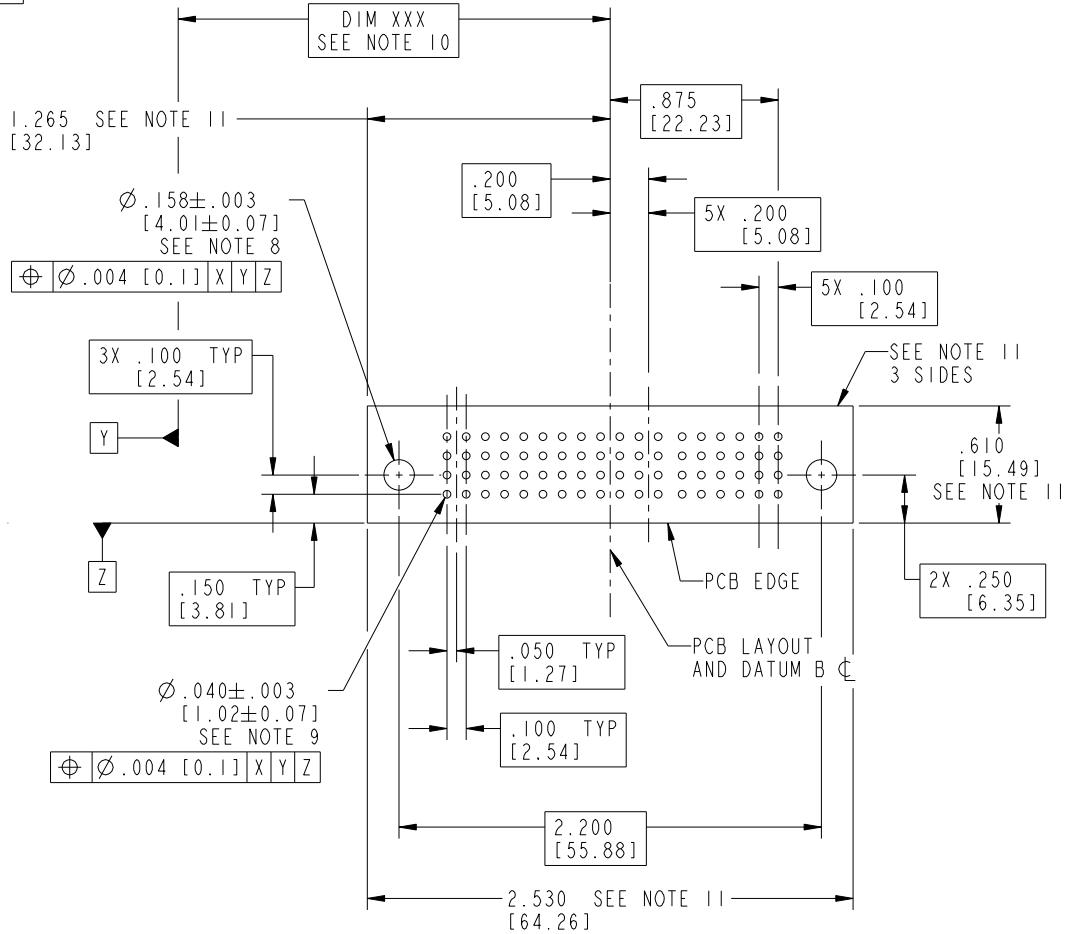 DIM XXX
SEE NOTE 10
1.265 SEE NOTE 11
[32.13]
.875
[22.23]
.200
[5.08]
5X .200
[5.08]
Ø.158±.003
[4.01±0.07]
SEE NOTE 8
⌖ Ø.004 [0.1] X Y Z
5X .100
[2.54]
3X .100 TYP
[2.54]
SEE NOTE 11
3 SIDES
Y
.610
[15.49]
SEE NOTE 11
Z
.150 TYP
[3.81]
PCB EDGE
2X .250
[6.35]
.050 TYP
[1.27]
PCB LAYOUT
AND DATUM B ℄
Ø.040±.003
[1.02±0.07]
SEE NOTE 9
⌖ Ø.004 [0.1] X Y Z
.100 TYP
[2.54]
2.200
[55.88]
2.530 SEE NOTE 11
[64.26]